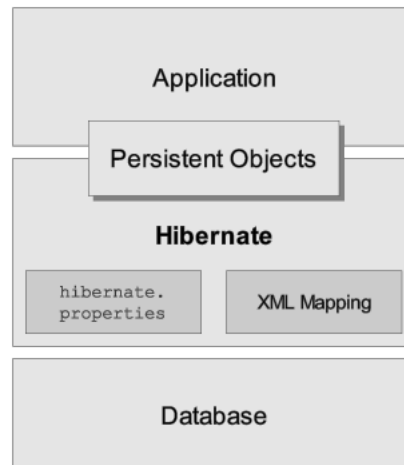 Application
Persistent Objects
Hibernate
hibernate.
properties
XML Mapping
Database